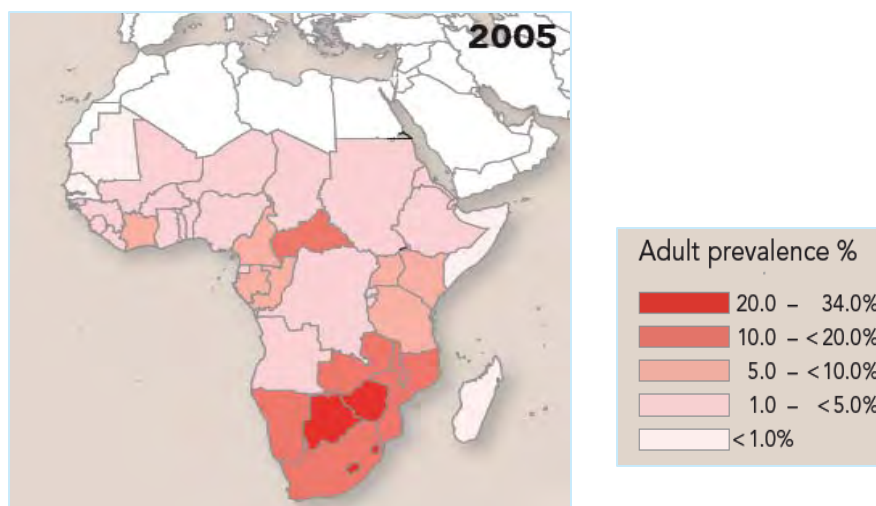 2005
Adult prevalence %
20.0 – 34.0%
10.0 – <20.0%
5.0 – <10.0%
1.0 – <5.0%
<1.0%